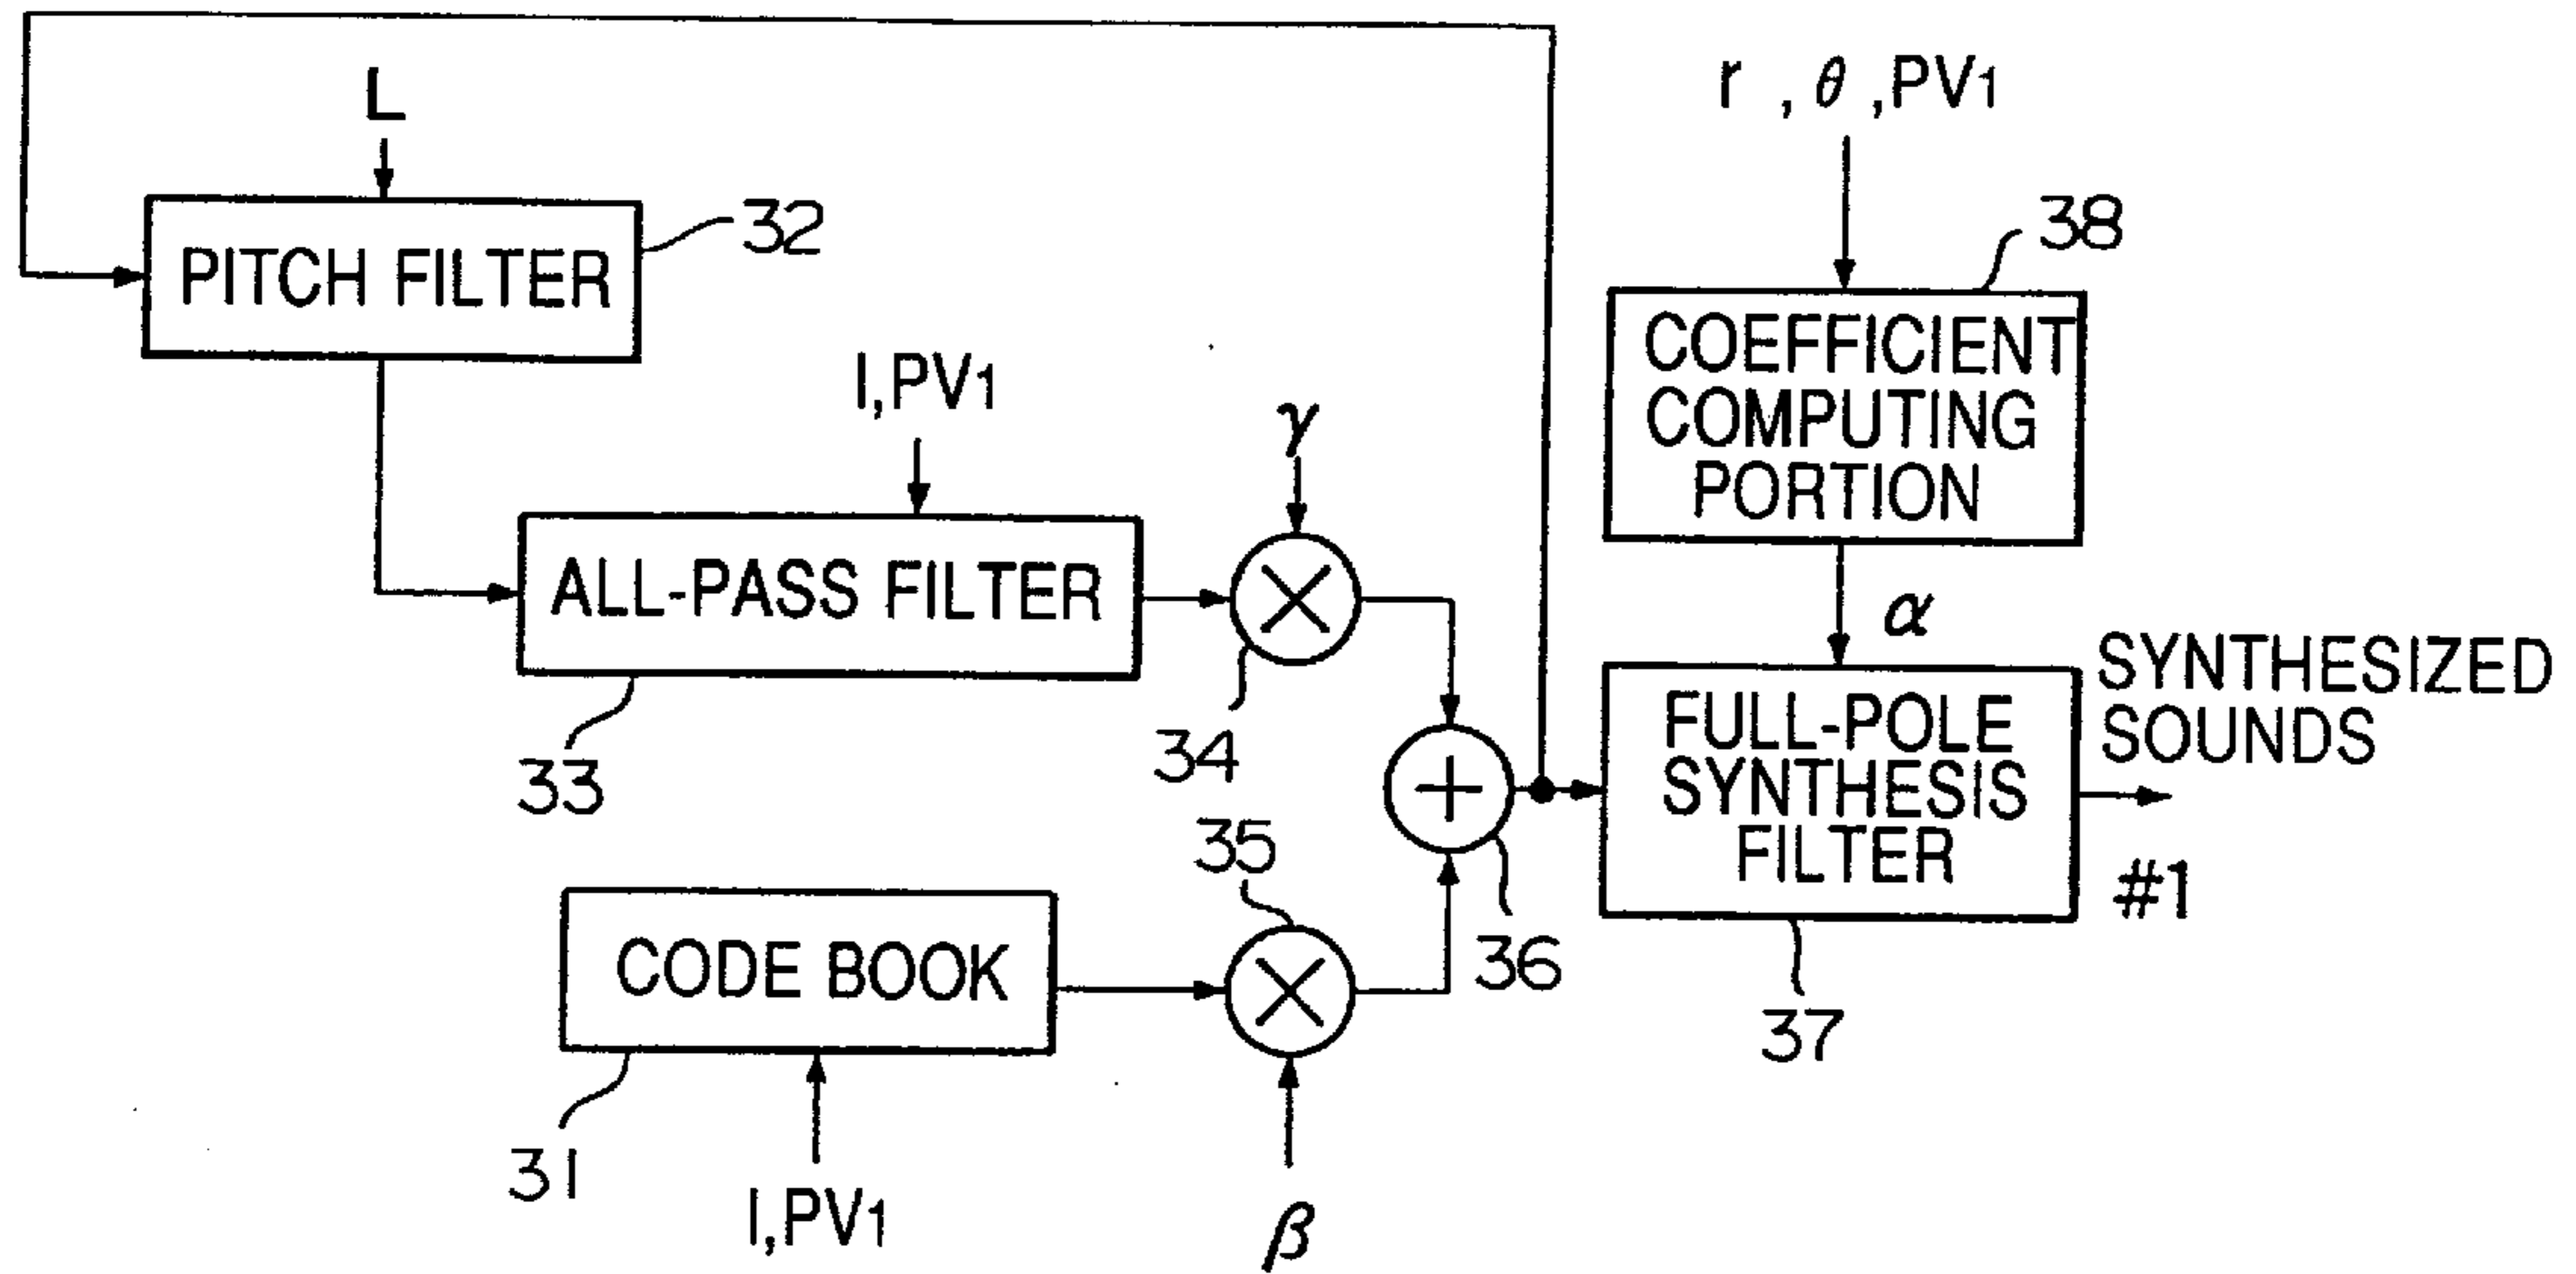 L
r , θ ,PV1
PITCH FILTER
32
38
COEFFICIENT
COMPUTING
PORTION
I,PV1
γ
ALL-PASS FILTER
33
34
α
FULL-POLE
SYNTHESIS
FILTER
37
SYNTHESIZED
SOUNDS
#1
35
36
CODE BOOK
31
I,PV1
β